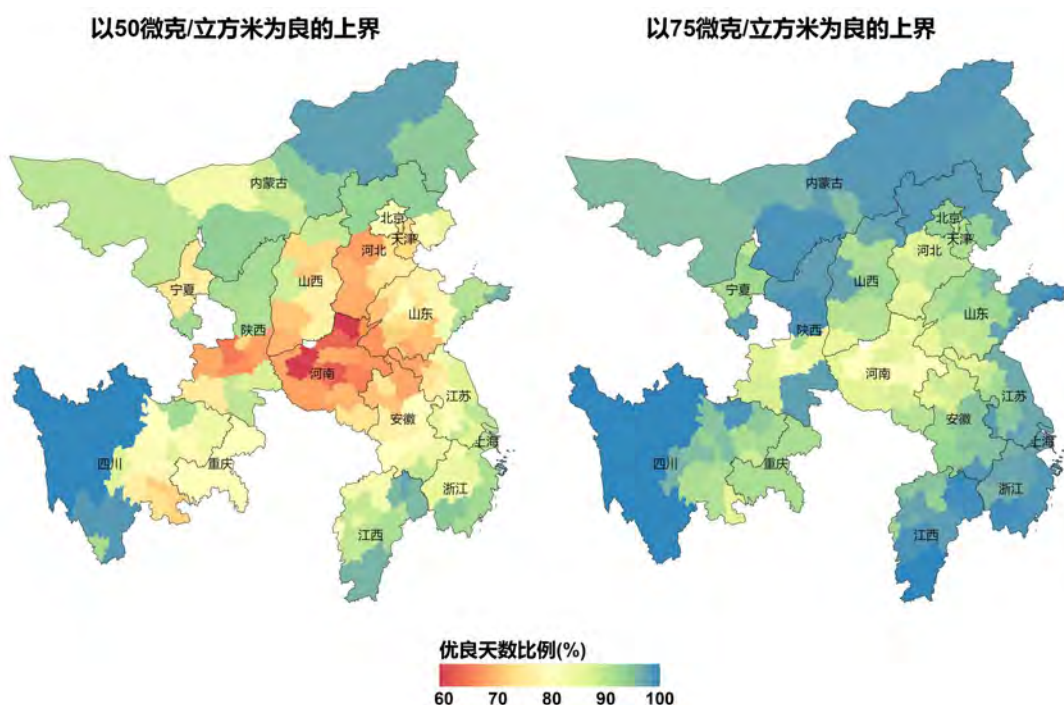 以50微克/立方米为良的上界
以75微克/立方米为良的上界
内蒙古
北京
天津
河北
山西
宁夏
山东
陕西
河南
江苏
安徽
上海
四川
重庆
浙江
江西
内蒙古
北京
天津
河北
山西
宁夏
山东
陕西
河南
江苏
安徽
上海
四川
重庆
浙江
江西
优良天数比例(%)
60 70 80 90 100